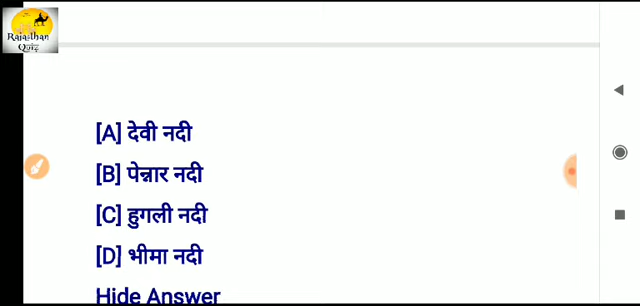 Rajasthan
Quiz
[A] देवी नदी
[B] पेन्नार नदी
[C] हुगली नदी
[D] भीमा नदी
Hide Answer